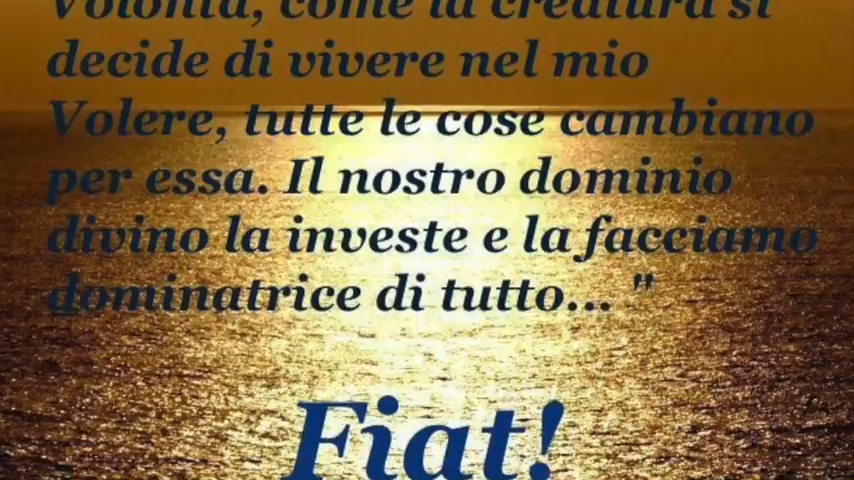 Volontà, come la creatura si
decide di vivere nel mio
Volere, tutte le cose cambiano
per essa. Il nostro dominio
divino la investe e la facciamo
dominatrice di tutto... "
Fiat!